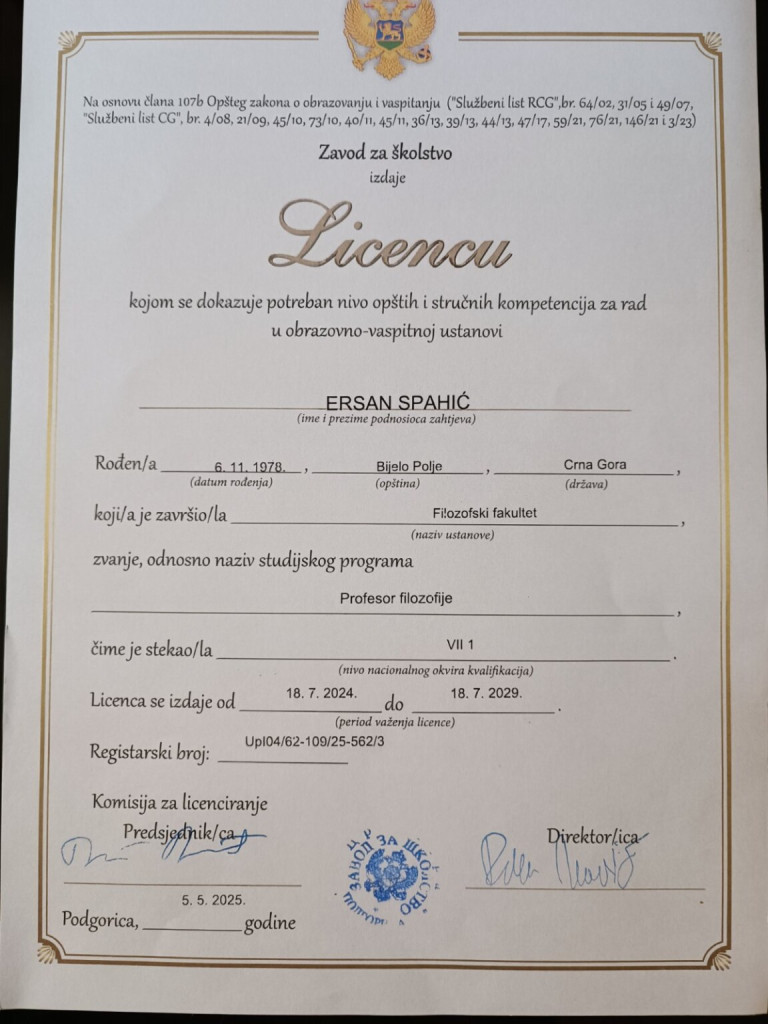 Na osnovu člana 107b Opšteg zakona o obrazovanju i vaspitanju ("Službeni list RCG",br. 64/02, 31/05 i 49/07,
"Službeni list CG", br. 4/08, 21/09, 45/10, 73/10, 40/11, 45/11, 36/13, 39/13, 44/13, 47/17, 59/21, 76/21, 146/21 i 3/23)
Zavod za školstvo
izdaje
Licencu
kojom se dokazuje potreban nivo opštih i stručnih kompetencija za rad
u obrazovno-vaspitnoj ustanovi
ERSAN SPAHIĆ
(ime i prezime podnosioca zahtjeva)
Rođen/a 6. 11. 1978. , Bijelo Polje , Crna Gora ,
(datum rođenja) (opština) (država)
koji/a je završio/la Filozofski fakultet ,
(naziv ustanove)
zvanje, odnosno naziv studijskog programa
Profesor filozofije ,
čime je stekao/la VII 1 .
(nivo nacionalnog okvira kvalifikacija)
Licenca se izdaje od 18. 7. 2024. do 18. 7. 2029. .
(period važenja licence)
Registarski broj: UpI04/62-109/25-562/3
Komisija za licenciranje
Predsjednik/ca Direktor/ica
ЗАВОД ЗА ШКОЛСТВО
5. 5. 2025.
Podgorica, godine